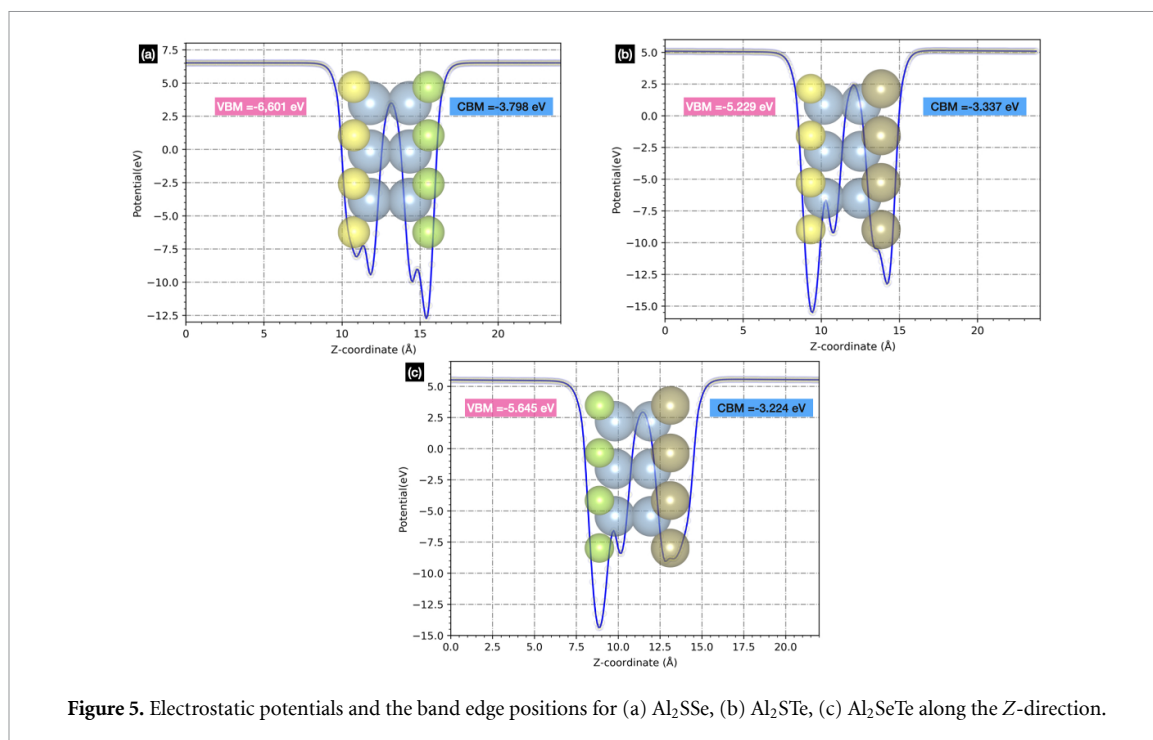 (a)
7.5
5.0
2.5
0.0
−2.5
−5.0
−7.5
−10.0
−12.5
Potential(eV)
VBM =-6,601 eV
CBM =-3.798 eV
0
5
10
15
20
Z-coordinate (Å)
(b)
5.0
2.5
0.0
−2.5
−5.0
−7.5
−10.0
−12.5
−15.0
Potential(eV)
VBM =-5.229 eV
CBM =-3.337 eV
0
5
10
15
20
Z-coordinate (Å)
(c)
5.0
2.5
0.0
−2.5
−5.0
−7.5
−10.0
−12.5
−15.0
Potential(eV)
VBM =-5.645 eV
CBM =-3.224 eV
0.0
2.5
5.0
7.5
10.0
12.5
15.0
17.5
20.0
Z-coordinate (Å)
Figure 5. Electrostatic potentials and the band edge positions for (a) Al₂SSe, (b) Al₂STe, (c) Al₂SeTe along the Z-direction.